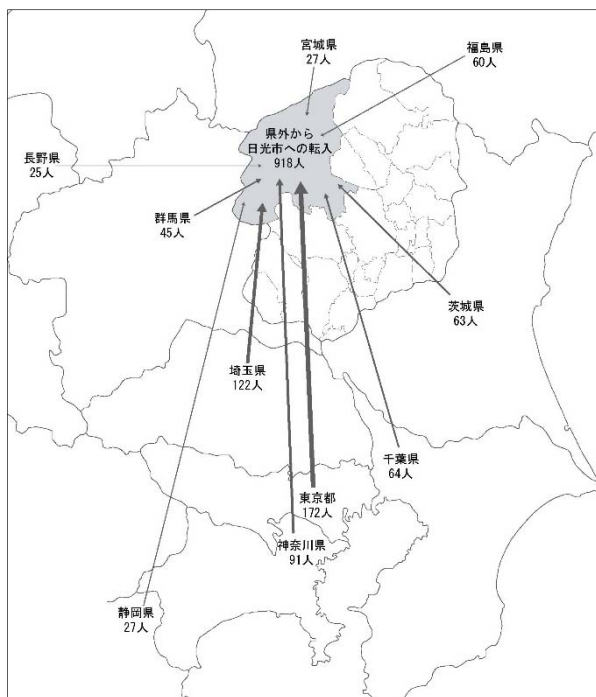 宮城県
27人
福島県
60人
県外から
日光市への転入
918人
長野県
25人
群馬県
45人
茨城県
63人
埼玉県
122人
千葉県
64人
東京都
172人
神奈川県
91人
静岡県
27人